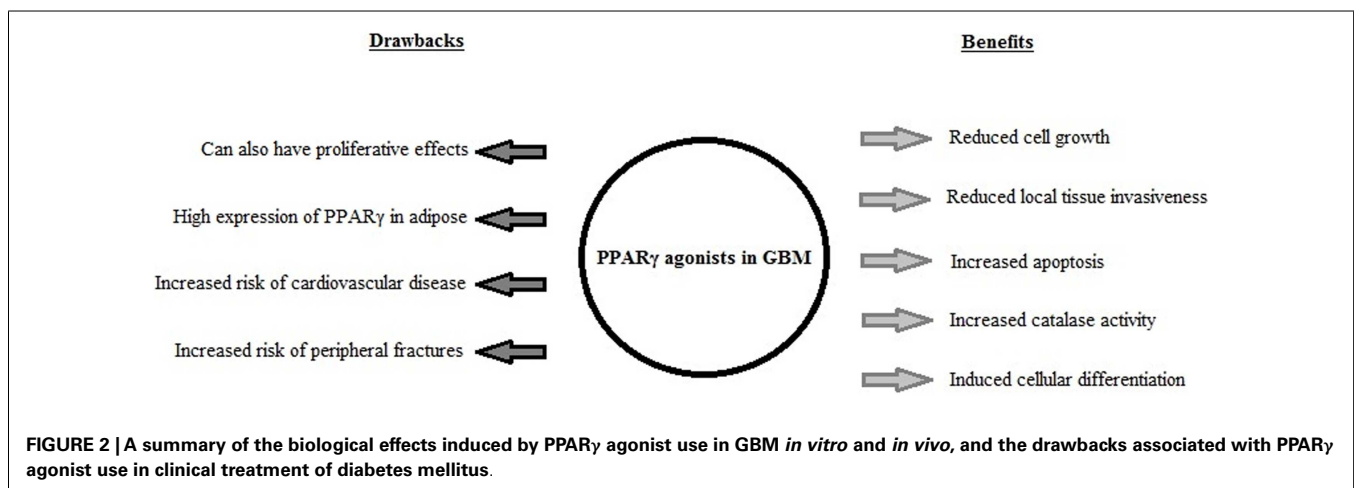 Drawbacks
Can also have proliferative effects
High expression of PPARγ in adipose
Increased risk of cardiovascular disease
Increased risk of peripheral fractures
PPARγ agonists in GBM
Benefits
Reduced cell growth
Reduced local tissue invasiveness
Increased apoptosis
Increased catalase activity
Induced cellular differentiation
FIGURE 2 | A summary of the biological effects induced by PPARγ agonist use in GBM in vitro and in vivo, and the drawbacks associated with PPARγ
agonist use in clinical treatment of diabetes mellitus.